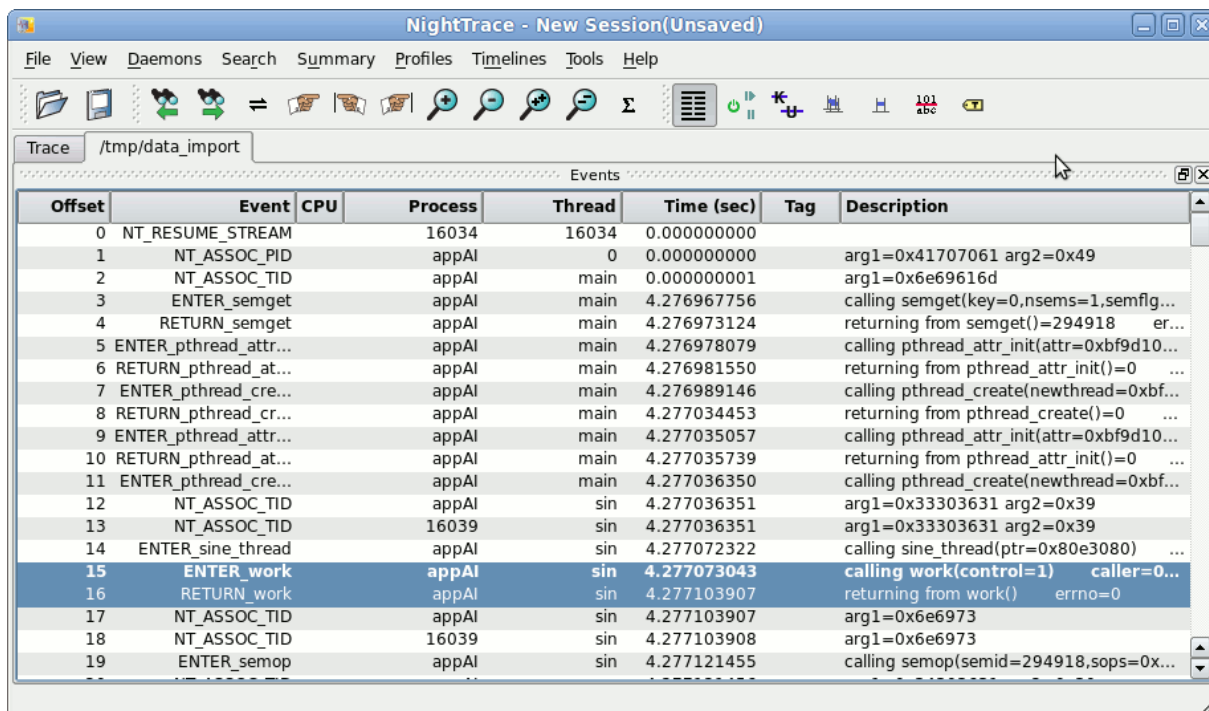 NightTrace - New Session(Unsaved)
File View Daemons Search Summary Profiles Timelines Tools Help
Trace /tmp/data_import
Events
Offset Event CPU Process Thread Time (sec) Tag Description
0 NT_RESUME_STREAM 16034 16034 0.000000000
1 NT_ASSOC_PID appAI 0 0.000000000 arg1=0x41707061 arg2=0x49
2 NT_ASSOC_TID appAI main 0.000000001 arg1=0x6e69616d
3 ENTER_semget appAI main 4.276967756 calling semget(key=0,nsems=1,semflg...
4 RETURN_semget appAI main 4.276973124 returning from semget()=294918 er...
5 ENTER_pthread_attr... appAI main 4.276978079 calling pthread_attr_init(attr=0xbf9d10...
6 RETURN_pthread_at... appAI main 4.276981550 returning from pthread_attr_init()=0 ...
7 ENTER_pthread_cre... appAI main 4.276989146 calling pthread_create(newthread=0xbf...
8 RETURN_pthread_cr... appAI main 4.277034453 returning from pthread_create()=0 ...
9 ENTER_pthread_attr... appAI main 4.277035057 calling pthread_attr_init(attr=0xbf9d10...
10 RETURN_pthread_at... appAI main 4.277035739 returning from pthread_attr_init()=0 ...
11 ENTER_pthread_cre... appAI main 4.277036350 calling pthread_create(newthread=0xbf...
12 NT_ASSOC_TID appAI sin 4.277036351 arg1=0x33303631 arg2=0x39
13 NT_ASSOC_TID 16039 sin 4.277036351 arg1=0x33303631 arg2=0x39
14 ENTER_sine_thread appAI sin 4.277072322 calling sine_thread(ptr=0x80e3080) ...
15 ENTER_work appAI sin 4.277073043 calling work(control=1) caller=0...
16 RETURN_work appAI sin 4.277103907 returning from work() errno=0
17 NT_ASSOC_TID appAI sin 4.277103907 arg1=0x6e6973
18 NT_ASSOC_TID 16039 sin 4.277103908 arg1=0x6e6973
19 ENTER_semop appAI sin 4.277121455 calling semop(semid=294918,sops=0x...